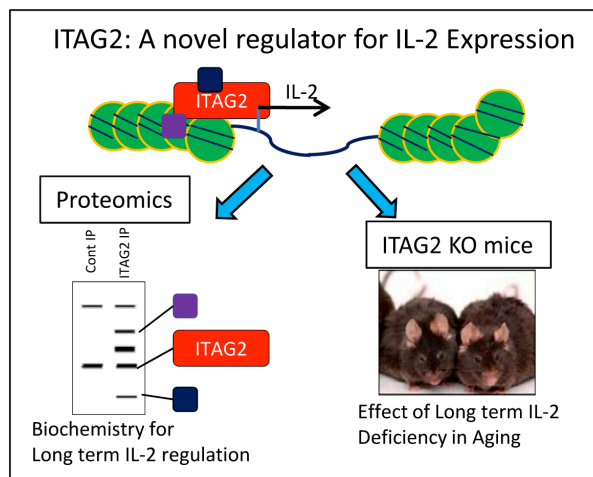 ITAG2: A novel regulator for IL-2 Expression
ITAG2
IL-2
Proteomics
Cont IP
ITAG2 IP
ITAG2
Biochemistry for
Long term IL-2 regulation
ITAG2 KO mice
Effect of Long term IL-2
Deficiency in Aging